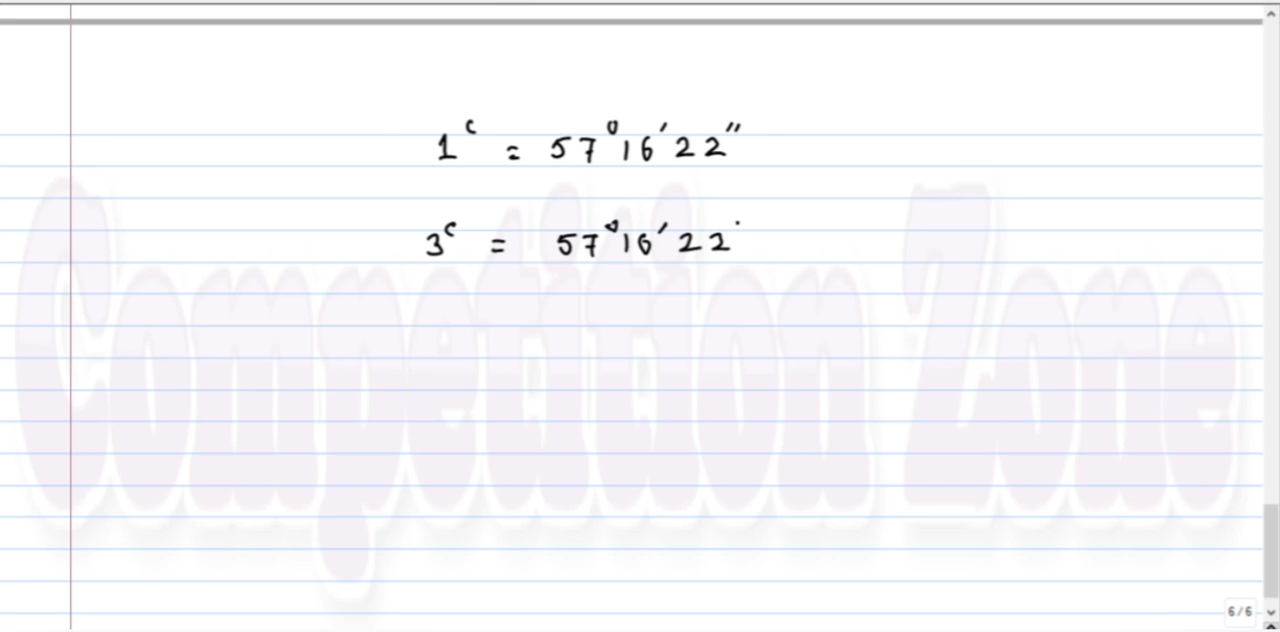 1ᶜ = 57°16'22"
3ᶜ = 57°16'22'
Competition Zone
6/6